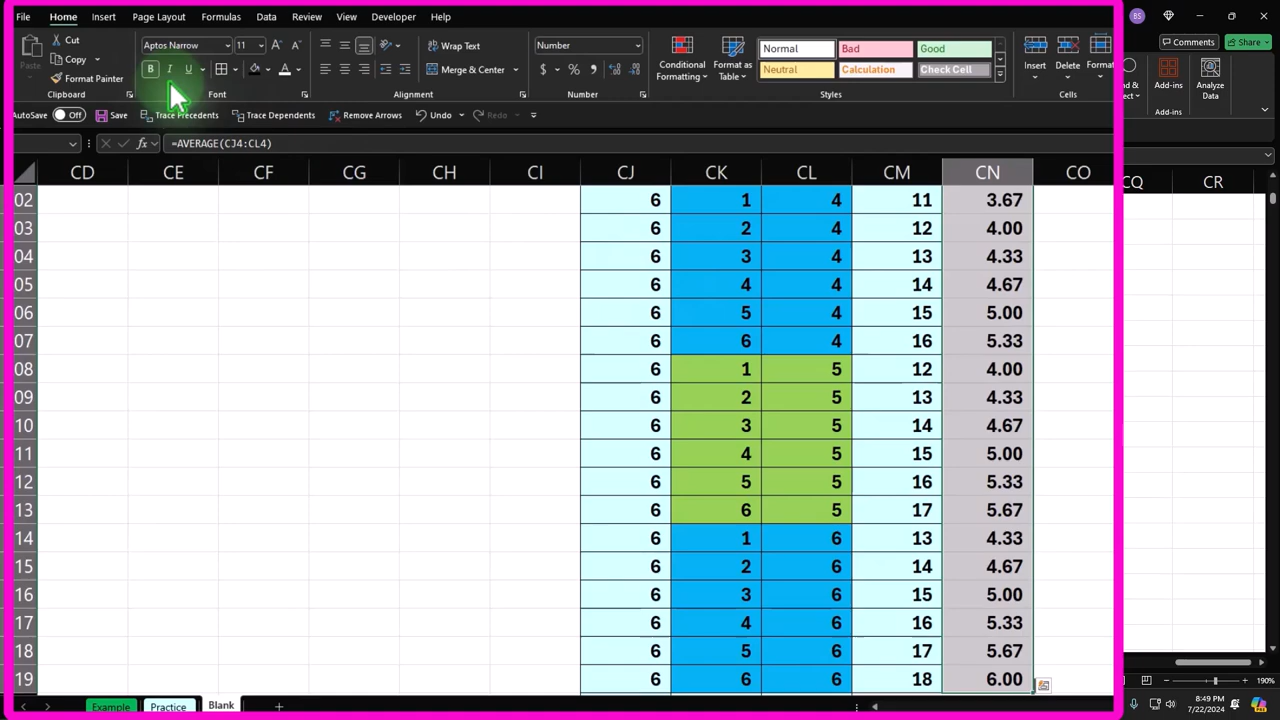 File Home Insert Page Layout Formulas Data Review View Developer Help BS
Cut Aptos Narrow 11 Wrap Text Number Normal Bad Good Comments Share
Paste Copy Conditional Formatting Format as Table Insert Delete Format Add-ins Analyze Data
Format Painter B I U Merge & Center $ % Neutral Calculation Check Cell
Clipboard Font Alignment Number Styles Cells Add-ins
AutoSave Off Save Trace Precedents Trace Dependents Remove Arrows Undo Redo
fx =AVERAGE(CJ4:CL4)
CD CE CF CG CH CI CJ CK CL CM CN CO CQ CR
02 6 1 4 11 3.67
03 6 2 4 12 4.00
04 6 3 4 13 4.33
05 6 4 4 14 4.67
06 6 5 4 15 5.00
07 6 6 4 16 5.33
08 6 1 5 12 4.00
09 6 2 5 13 4.33
10 6 3 5 14 4.67
11 6 4 5 15 5.00
12 6 5 5 16 5.33
13 6 6 5 17 5.67
14 6 1 6 13 4.33
15 6 2 6 14 4.67
16 6 3 6 15 5.00
17 6 4 6 16 5.33
18 6 5 6 17 5.67
19 6 6 6 18 6.00
190%
Example Practice Blank
8:49 PM
7/22/2024